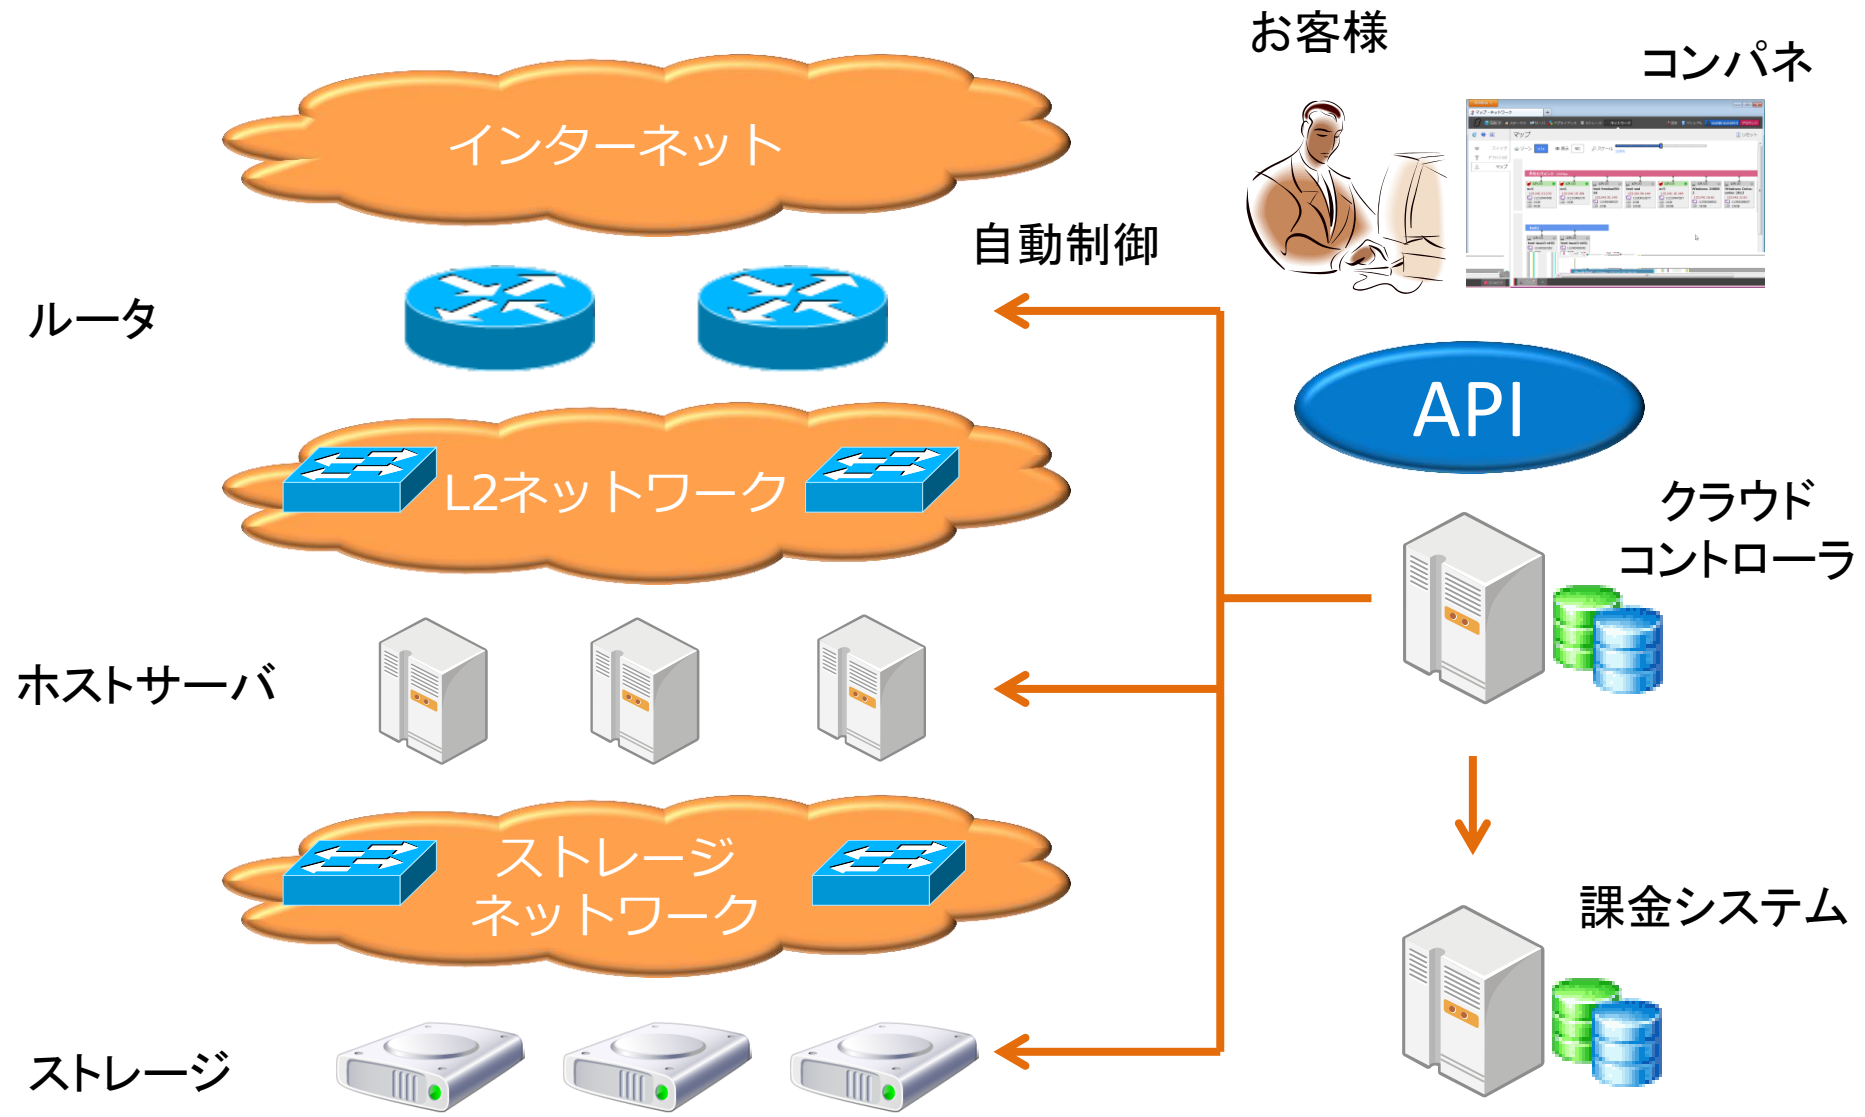 お客様
コンパネ
マップ
インターネット
自動制御
ルータ
API
L2ネットワーク
クラウド
コントローラ
ホストサーバ
ストレージ
ネットワーク
課金システム
ストレージ